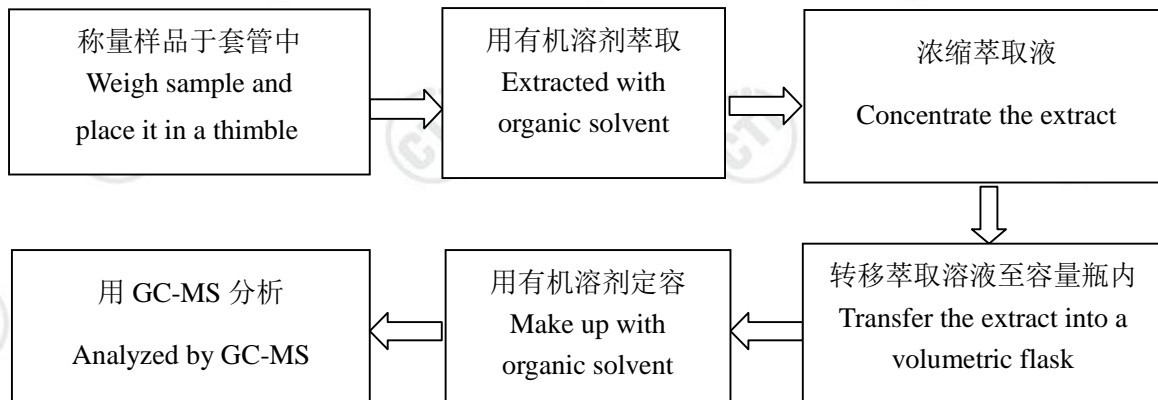 称量样品于套管中
Weigh sample and
place it in a thimble
用有机溶剂萃取
Extracted with
organic solvent
浓缩萃取液
Concentrate the extract
转移萃取溶液至容量瓶内
Transfer the extract into a
volumetric flask
用有机溶剂定容
Make up with
organic solvent
用 GC-MS 分析
Analyzed by GC-MS